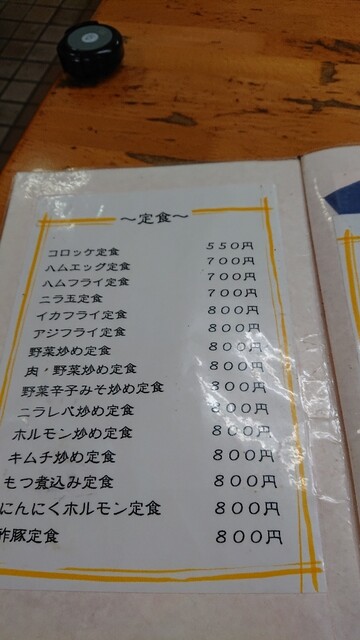 ～定食～
コロッケ定食 550円
ハムエッグ定食 700円
ハムフライ定食 700円
ニラ玉定食 700円
イカフライ定食 800円
アジフライ定食 800円
野菜炒め定食 800円
肉・野菜炒め定食 800円
野菜辛子みそ炒め定食 800円
ニラレバ炒め定食 800円
ホルモン炒め定食 800円
キムチ炒め定食 800円
もつ煮込み定食 800円
にんにくホルモン定食 800円
酢豚定食 800円